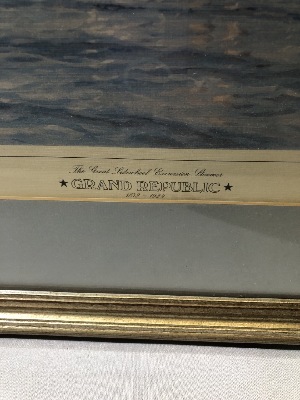 The Great Sidewheel Excursion Steamer
★ GRAND REPUBLIC ★
1878 - 1924